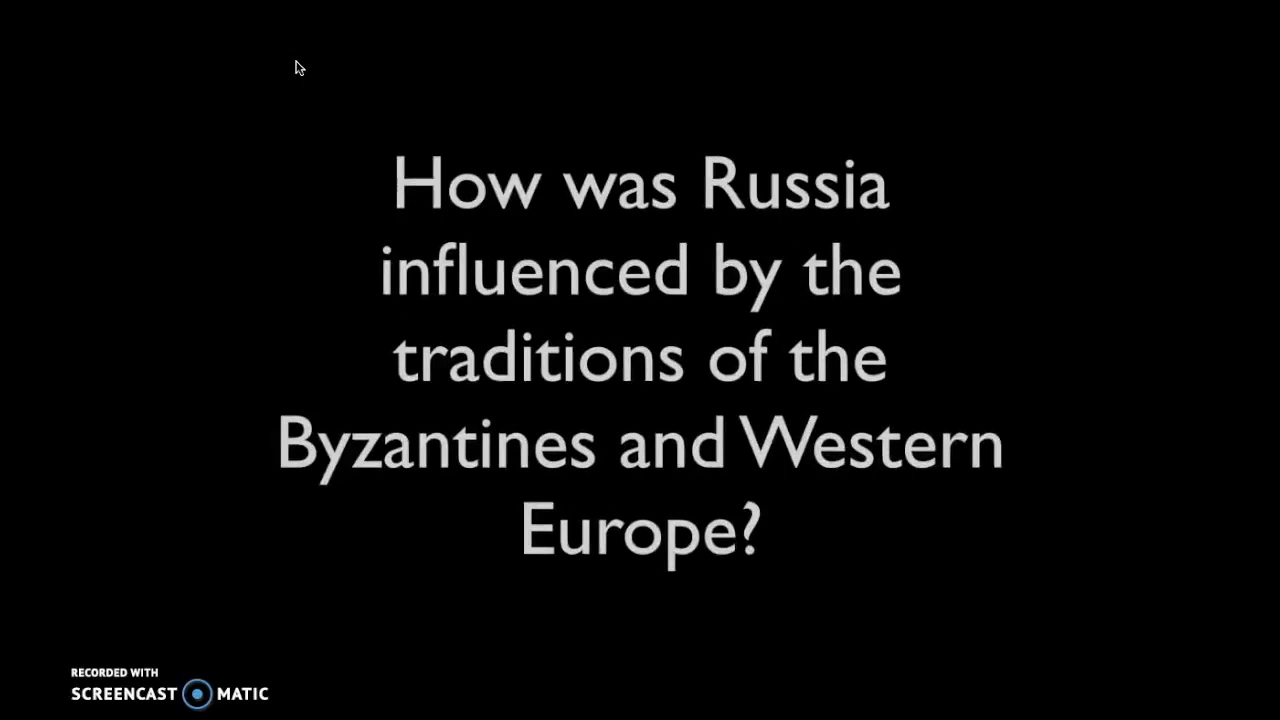 How was Russia
influenced by the
traditions of the
Byzantines and Western
Europe?
RECORDED WITH
SCREENCAST MATIC